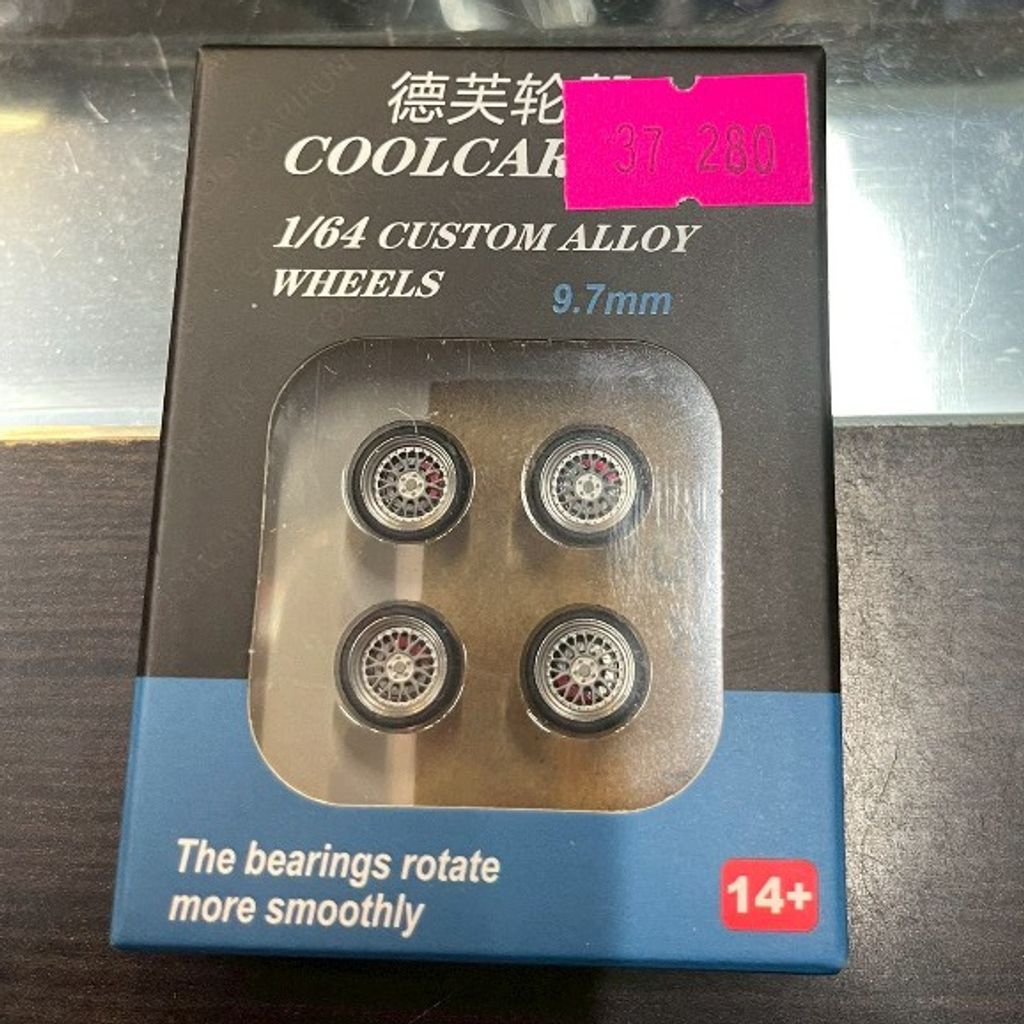 德芙轮
37 280
COOLCAR
1/64 CUSTOM ALLOY
WHEELS
9.7mm
The bearings rotate
more smoothly
14+